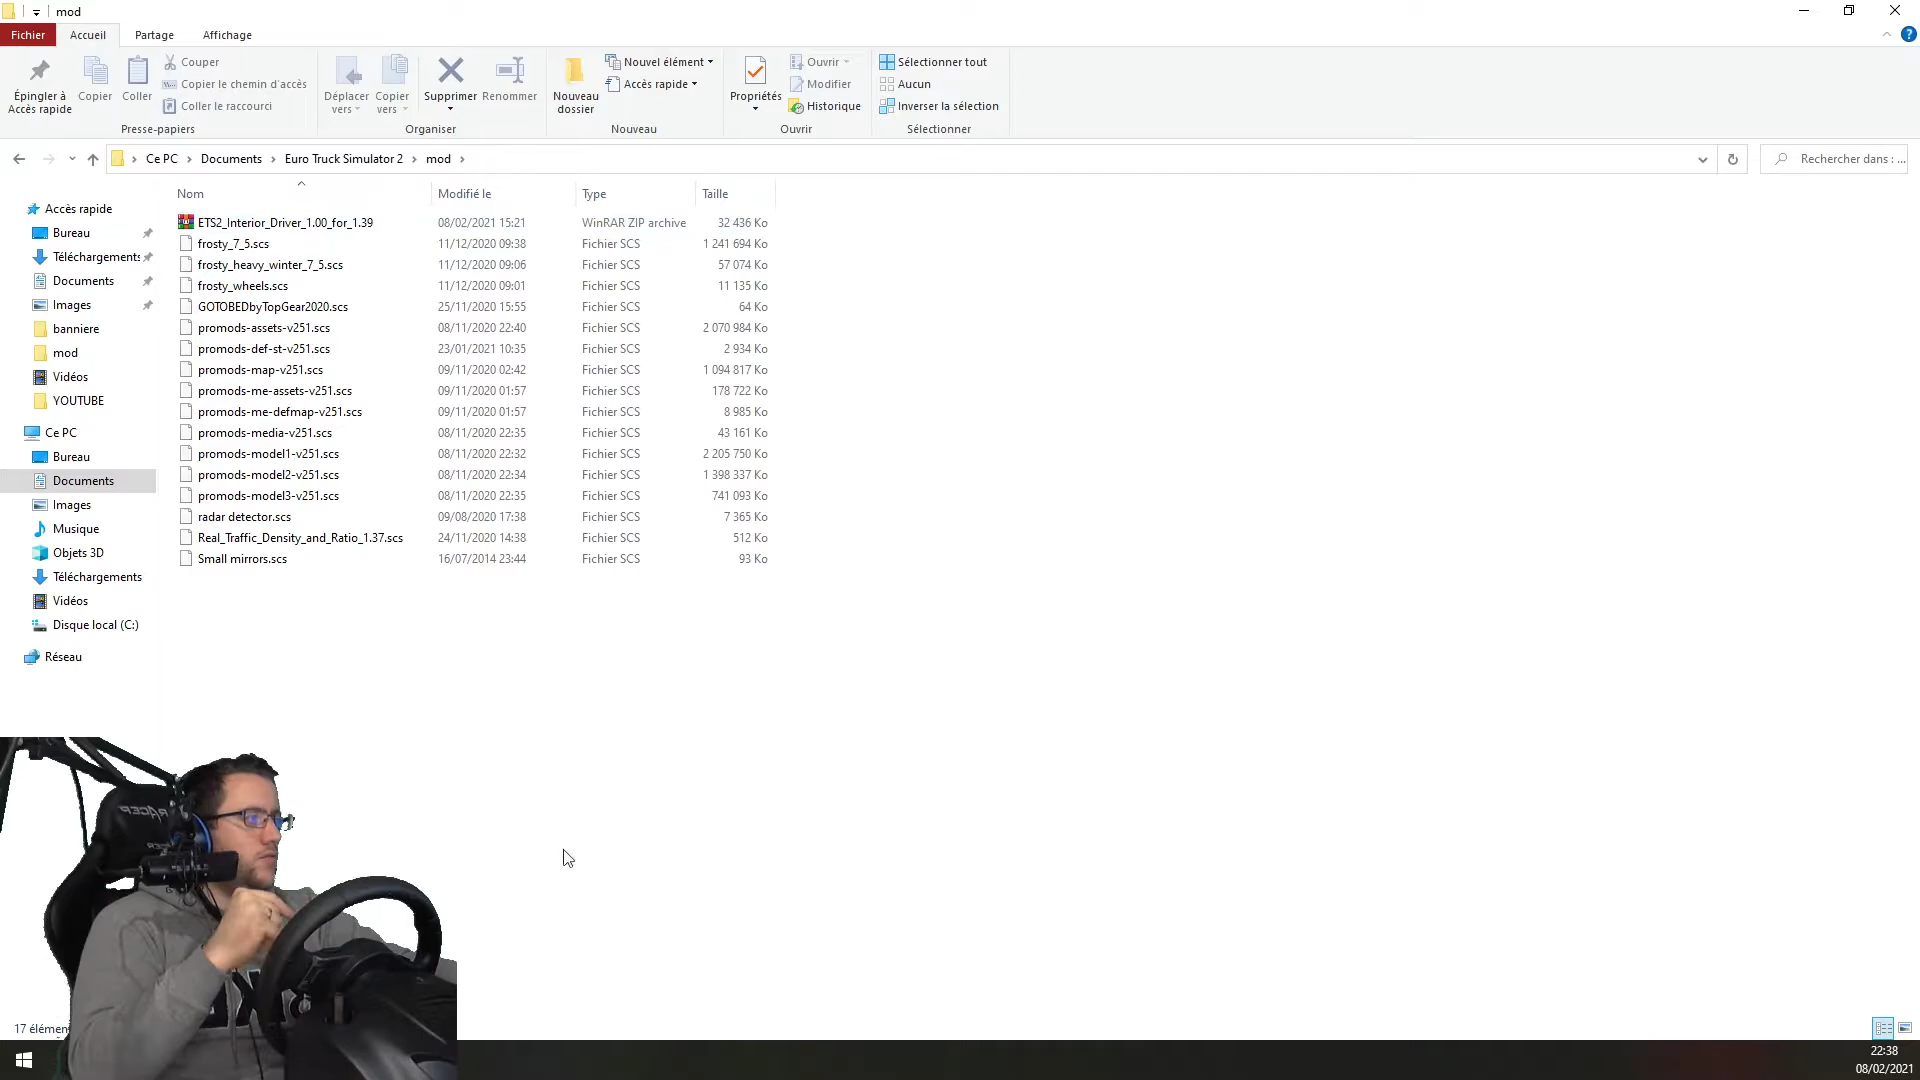 mod
Fichier Accueil Partage Affichage
Épingler à Accès rapide
Copier
Coller
Couper
Copier le chemin d'accès
Coller le raccourci
Presse-papiers
Déplacer vers
Copier vers
Supprimer
Renommer
Organiser
Nouveau dossier
Nouvel élément
Accès rapide
Nouveau
Propriétés
Ouvrir
Modifier
Historique
Ouvrir
Sélectionner tout
Aucun
Inverser la sélection
Sélectionner
Ce PC > Documents > Euro Truck Simulator 2 > mod >
Rechercher dans : ...
Accès rapide
Bureau
Téléchargements
Documents
Images
banniere
mod
Vidéos
YOUTUBE
Ce PC
Bureau
Documents
Images
Musique
Objets 3D
Téléchargements
Vidéos
Disque local (C:)
Réseau
Nom Modifié le Type Taille
ETS2_Interior_Driver_1.00_for_1.39 08/02/2021 15:21 WinRAR ZIP archive 32 436 Ko
frosty_7_5.scs 11/12/2020 09:38 Fichier SCS 1 241 694 Ko
frosty_heavy_winter_7_5.scs 11/12/2020 09:06 Fichier SCS 57 074 Ko
frosty_wheels.scs 11/12/2020 09:01 Fichier SCS 11 135 Ko
GOTOBEDbyTopGear2020.scs 25/11/2020 15:55 Fichier SCS 64 Ko
promods-assets-v251.scs 08/11/2020 22:40 Fichier SCS 2 070 984 Ko
promods-def-st-v251.scs 23/01/2021 10:35 Fichier SCS 2 934 Ko
promods-map-v251.scs 09/11/2020 02:42 Fichier SCS 1 094 817 Ko
promods-me-assets-v251.scs 09/11/2020 01:57 Fichier SCS 178 722 Ko
promods-me-defmap-v251.scs 09/11/2020 01:57 Fichier SCS 8 985 Ko
promods-media-v251.scs 08/11/2020 22:35 Fichier SCS 43 161 Ko
promods-model1-v251.scs 08/11/2020 22:32 Fichier SCS 2 205 750 Ko
promods-model2-v251.scs 08/11/2020 22:34 Fichier SCS 1 398 337 Ko
promods-model3-v251.scs 08/11/2020 22:35 Fichier SCS 741 093 Ko
radar detector.scs 09/08/2020 17:38 Fichier SCS 7 365 Ko
Real_Traffic_Density_and_Ratio_1.37.scs 24/11/2020 14:38 Fichier SCS 512 Ko
Small mirrors.scs 16/07/2014 23:44 Fichier SCS 93 Ko
17 élémen
22:38
08/02/2021